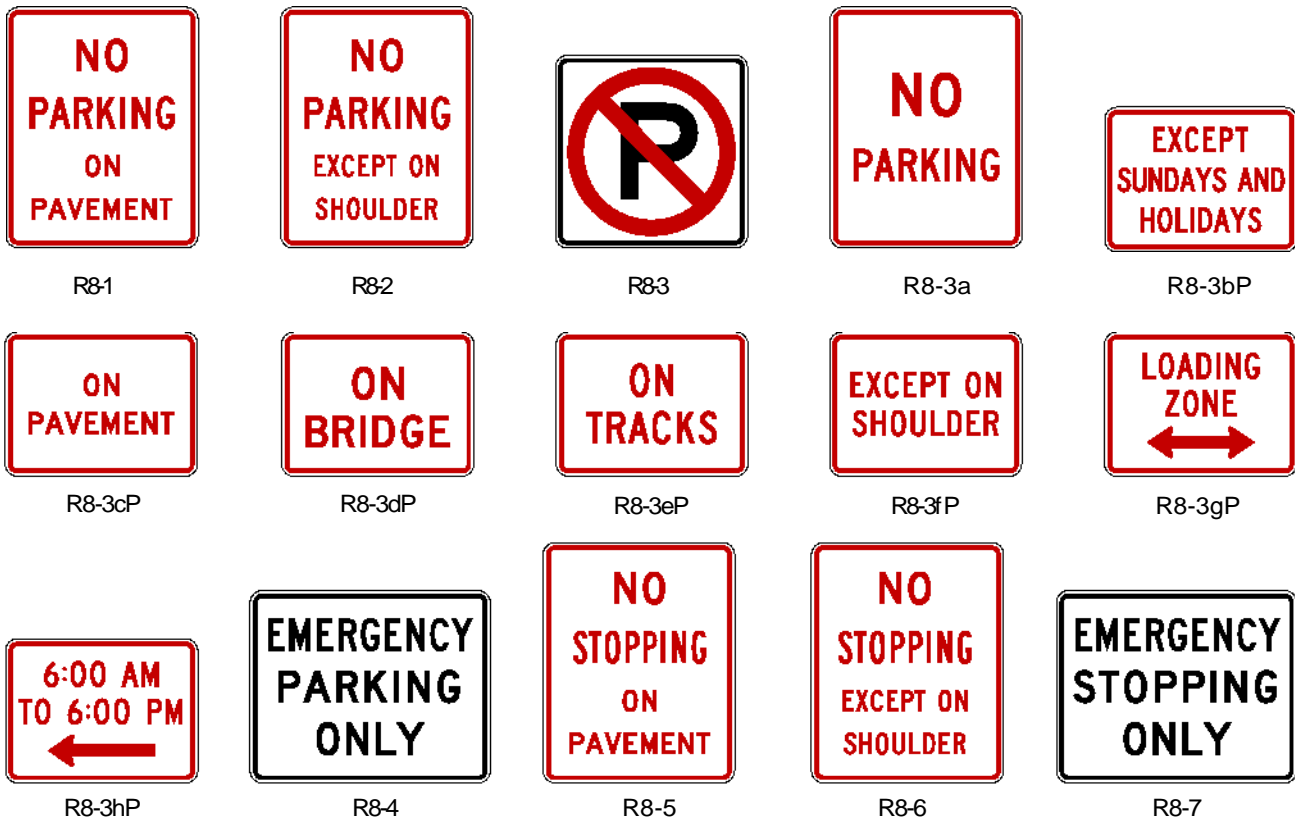 NO
PARKING
ON
PAVEMENT
R8-1
NO
PARKING
EXCEPT ON
SHOULDER
R8-2
P
R8-3
NO
PARKING
R8-3a
EXCEPT
SUNDAYS AND
HOLIDAYS
R8-3bP
ON
PAVEMENT
R8-3cP
ON
BRIDGE
R8-3dP
ON
TRACKS
R8-3eP
EXCEPT ON
SHOULDER
R8-3fP
LOADING
ZONE
R8-3gP
6:00 AM
TO 6:00 PM
R8-3hP
EMERGENCY
PARKING
ONLY
R8-4
NO
STOPPING
ON
PAVEMENT
R8-5
NO
STOPPING
EXCEPT ON
SHOULDER
R8-6
EMERGENCY
STOPPING
ONLY
R8-7